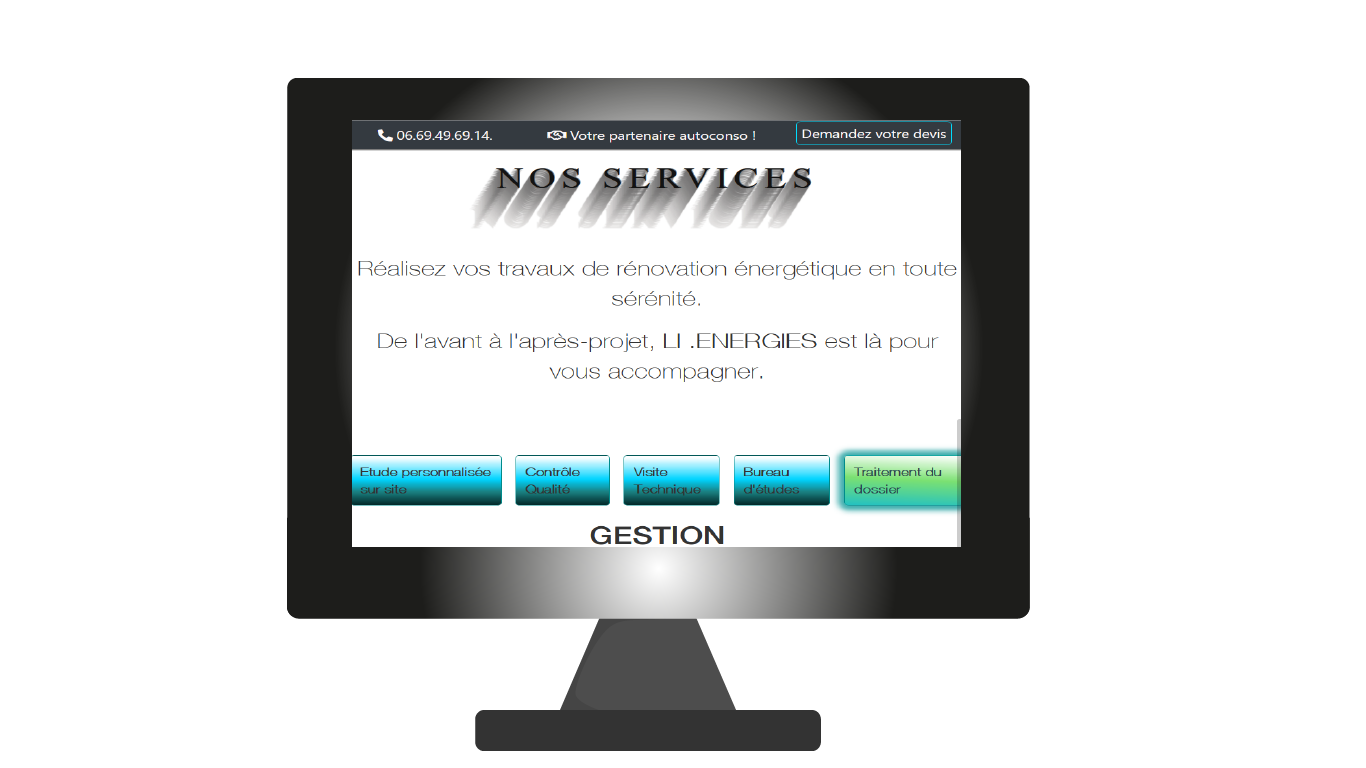 06.69.49.69.14. Votre partenaire autoconso ! Demandez votre devis
NOS SERVICES
Réalisez vos travaux de rénovation énergétique en toute
sérénité.
De l'avant à l'après-projet, LI .ENERGIES est là pour
vous accompagner.
Etude personnalisée
sur site
Contrôle
Qualité
Visite
Technique
Bureau
d'études
Traitement du
dossier
GESTION